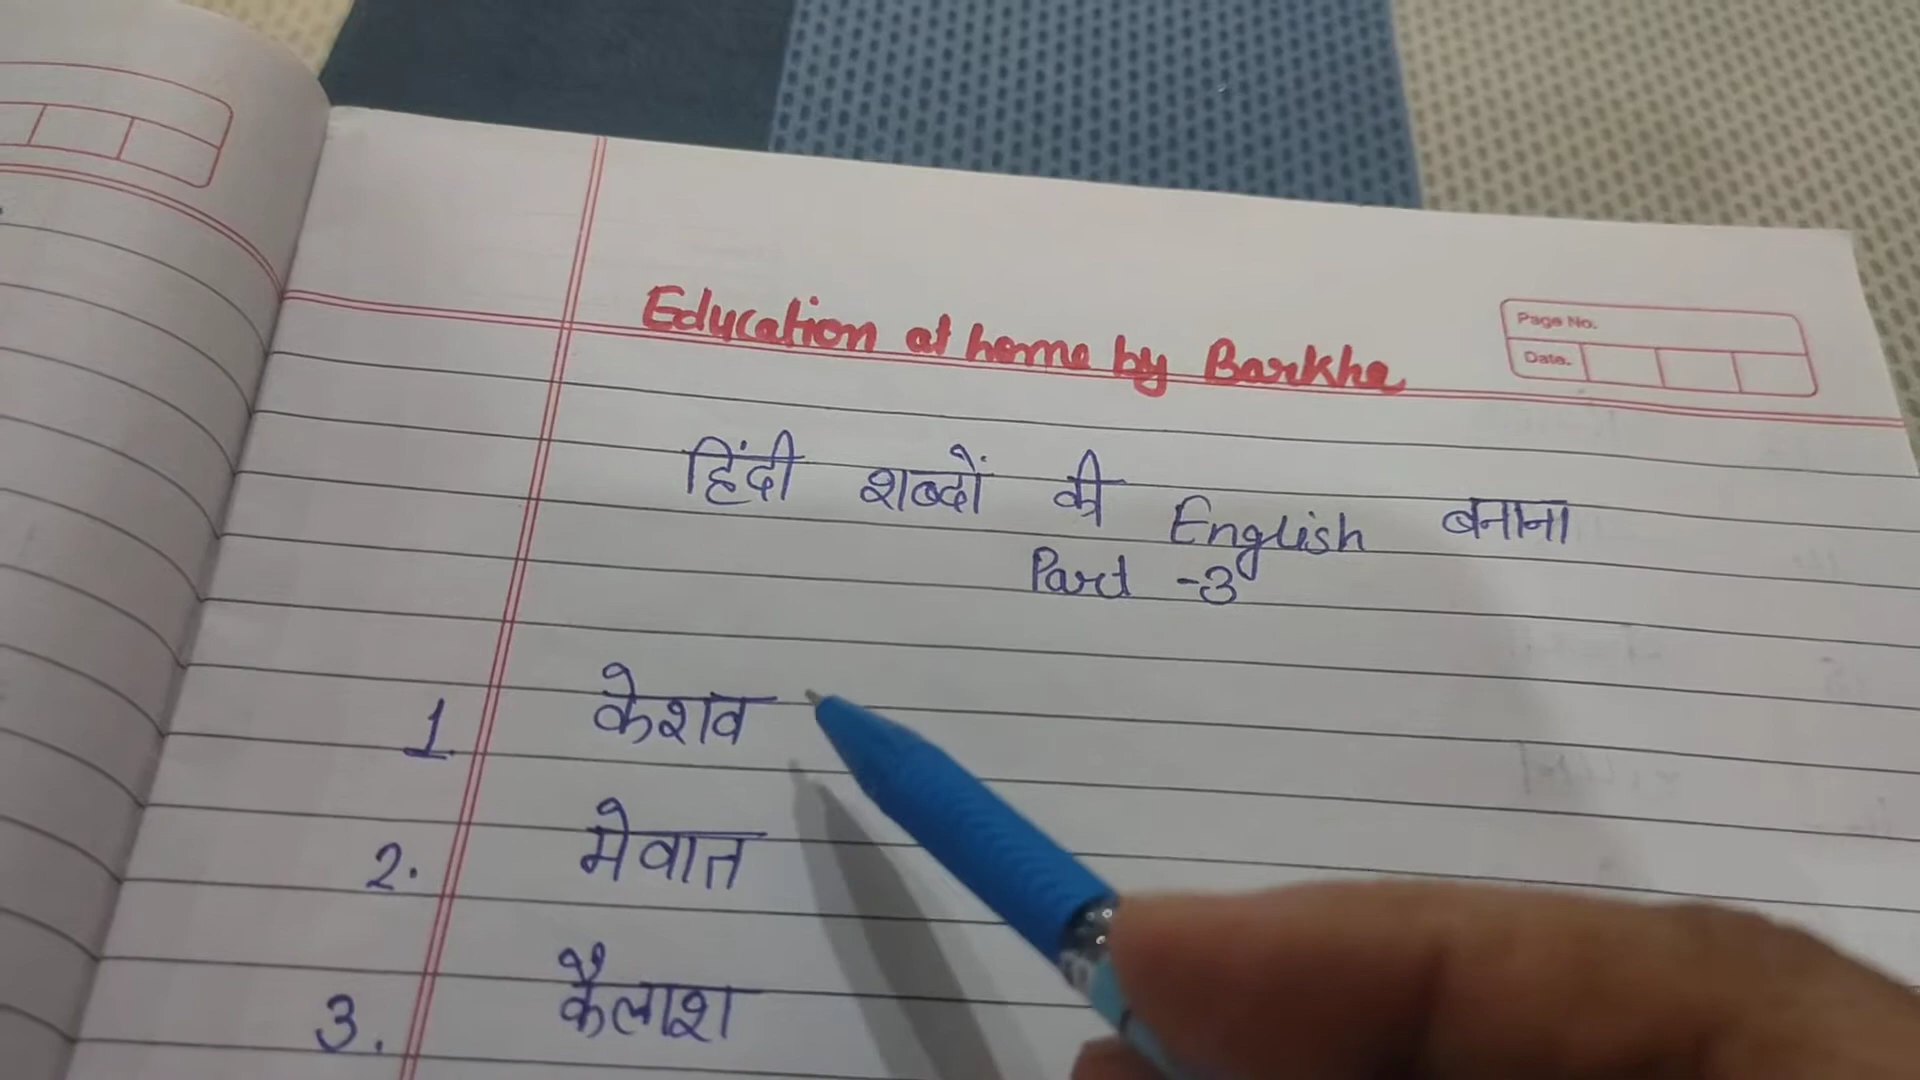 Education at home by Barkha
Page No.
Date.
हिंदी शब्दों की English बनाना
Part -3
1. केशव
2. मेवात
3. कैलाश